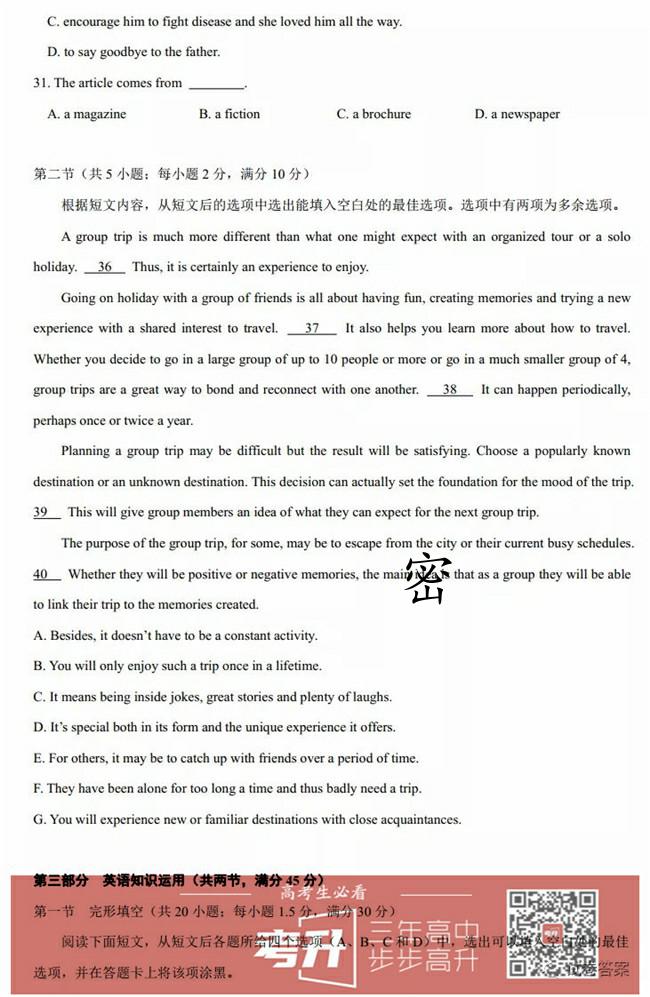 C. encourage him to fight disease and she loved him all the way.
D. to say goodbye to the father.
31. The article comes from ________.
A. a magazine B. a fiction C. a brochure D. a newspaper
第二节（共 5 小题；每小题 2 分，满分 10 分）
根据短文内容，从短文后的选项中选出能填入空白处的最佳选项。选项中有两项为多余选项。
A group trip is much more different than what one might expect with an organized tour or a solo
holiday. 36 Thus, it is certainly an experience to enjoy.
Going on holiday with a group of friends is all about having fun, creating memories and trying a new
experience with a shared interest to travel. 37 It also helps you learn more about how to travel.
Whether you decide to go in a large group of up to 10 people or more or go in a much smaller group of 4,
group trips are a great way to bond and reconnect with one another. 38 It can happen periodically,
perhaps once or twice a year.
Planning a group trip may be difficult but the result will be satisfying. Choose a popularly known
destination or an unknown destination. This decision can actually set the foundation for the mood of the trip.
39 This will give group members an idea of what they can expect for the next group trip.
The purpose of the group trip, for some, may be to escape from the city or their current busy schedules.
40 Whether they will be positive or negative memories, the main idea is that as a group they will be able
密
to link their trip to the memories created.
A. Besides, it doesn't have to be a constant activity.
B. You will only enjoy such a trip once in a lifetime.
C. It means being inside jokes, great stories and plenty of laughs.
D. It's special both in its form and the unique experience it offers.
E. For others, it may be to catch up with friends over a period of time.
F. They have been alone for too long a time and thus badly need a trip.
G. You will experience new or familiar destinations with close acquaintances.
第三部分 英语知识运用（共两节，满分 45 分）
高考生必看
第一节 完形填空（共 20 小题；每小题 1.5 分，满分 30 分）
考升
三年高中
步步高升
阅读下面短文，从短文后各题所给四个选项（A、B、C 和 D）中，选出可以填入空白处的最佳
选项，并在答题卡上将该项涂黑。
试卷答案